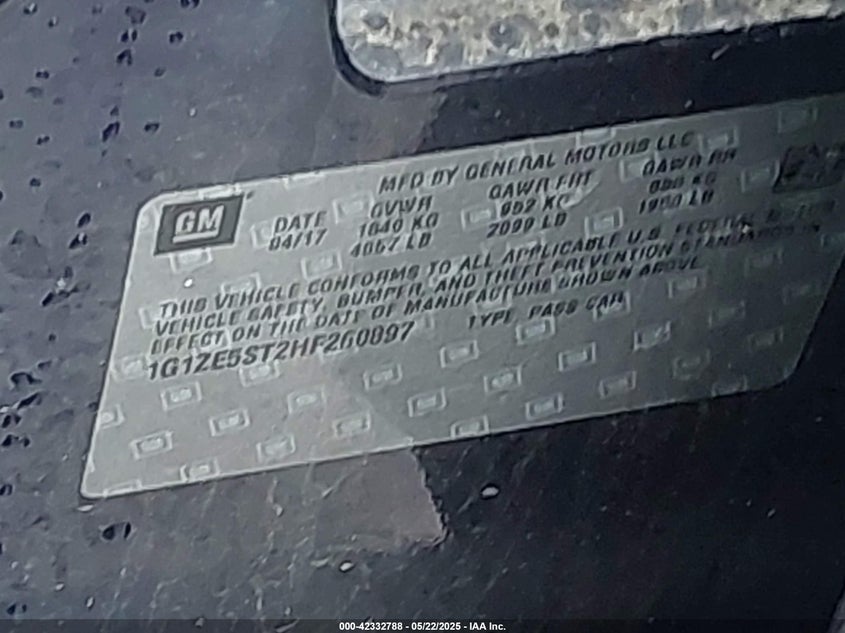 MFD BY GENERAL MOTORS LLC
GM
DATE GVWR GAWR FRT GAWR RR
04/17 1840 KG 952 KG 888 KG
4057 LB 2099 LB
THIS VEHICLE CONFORMS TO ALL APPLICABLE U.S. FEDERAL MOTOR
VEHICLE SAFETY, BUMPER, AND THEFT PREVENTION STANDARDS IN
EFFECT ON THE DATE OF MANUFACTURE SHOWN ABOVE.
TYPE PASS CAR
000-42332788 - 05/22/2025 - IAA Inc.